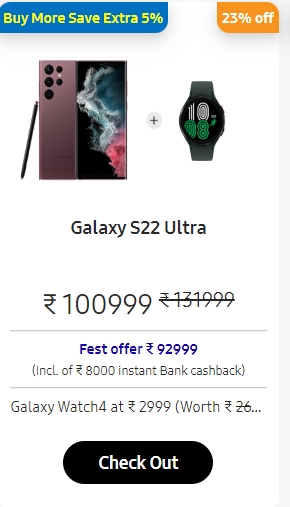 Buy More Save Extra 5%
23% off
+
Galaxy S22 Ultra
₹ 100999 ₹ 131999
Fest offer ₹ 92999
(Incl. of ₹ 8000 instant Bank cashback)
Galaxy Watch4 at ₹ 2999 (Worth ₹ 26...
Check Out